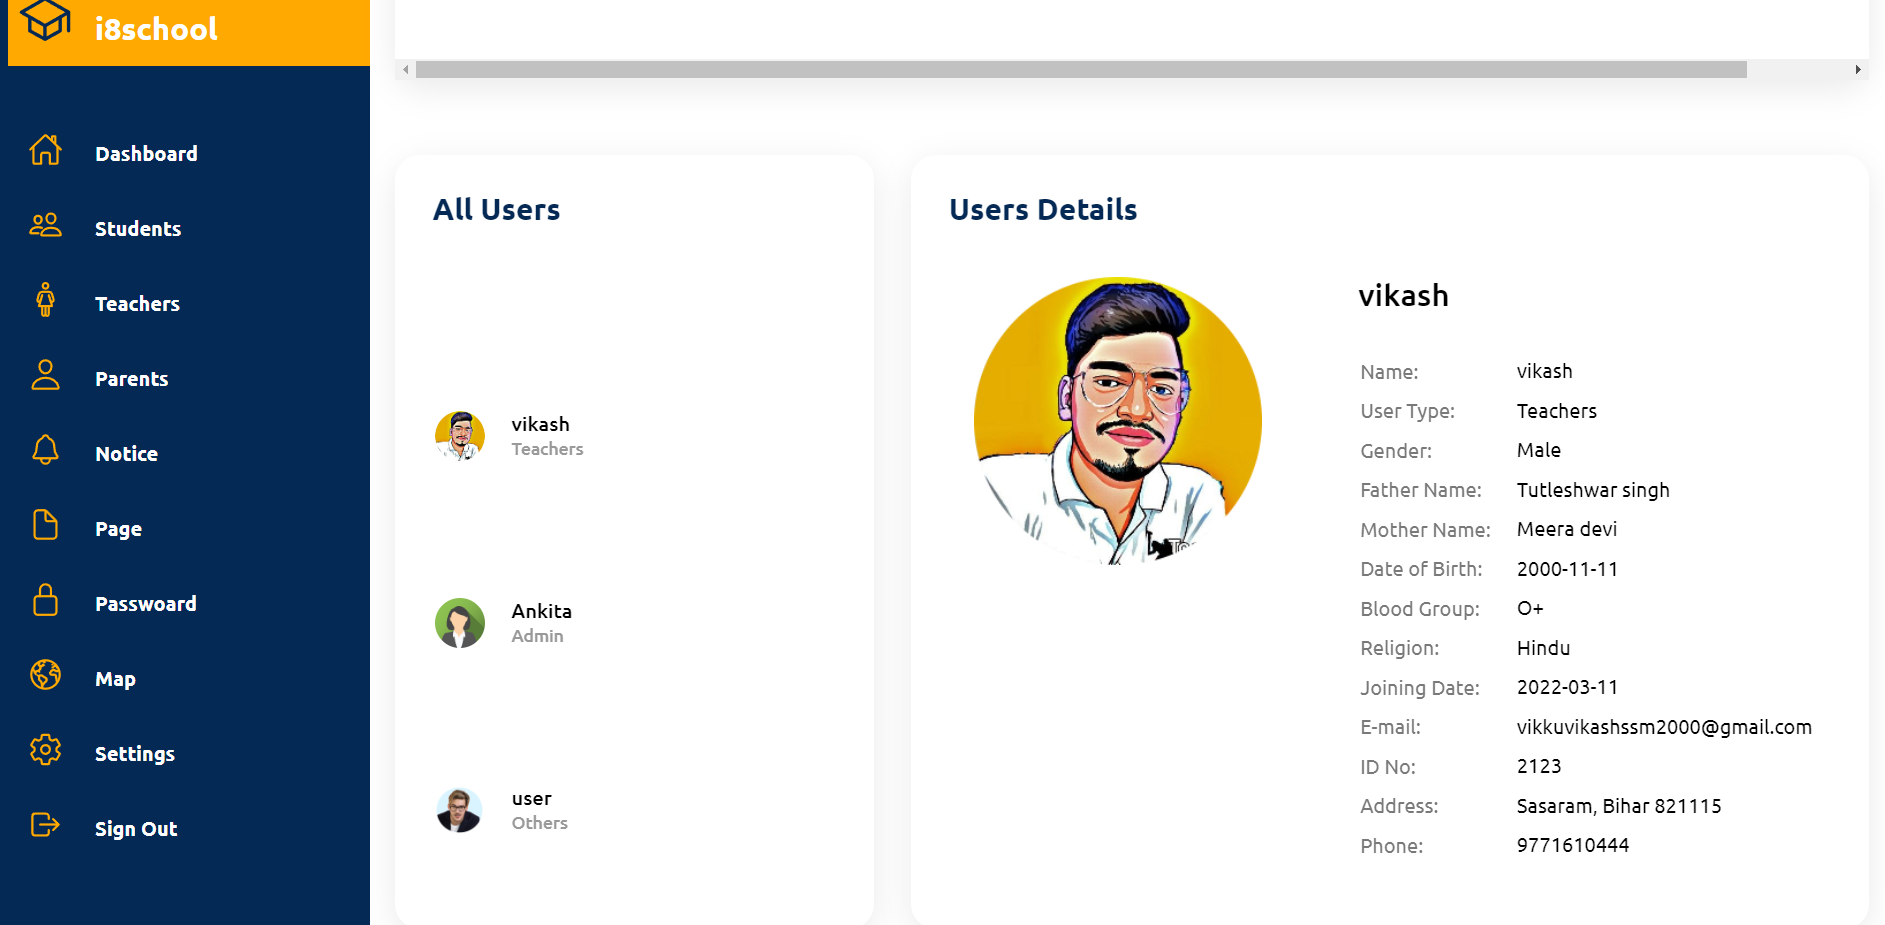 i8school
Dashboard
Students
Teachers
Parents
Notice
Page
Passwoard
Map
Settings
Sign Out
All Users
vikash
Teachers
Ankita
Admin
user
Others
Users Details
vikash
Name: vikash
User Type: Teachers
Gender: Male
Father Name: Tutleshwar singh
Mother Name: Meera devi
Date of Birth: 2000-11-11
Blood Group: O+
Religion: Hindu
Joining Date: 2022-03-11
E-mail: vikkuvikashssm2000@gmail.com
ID No: 2123
Address: Sasaram, Bihar 821115
Phone: 9771610444